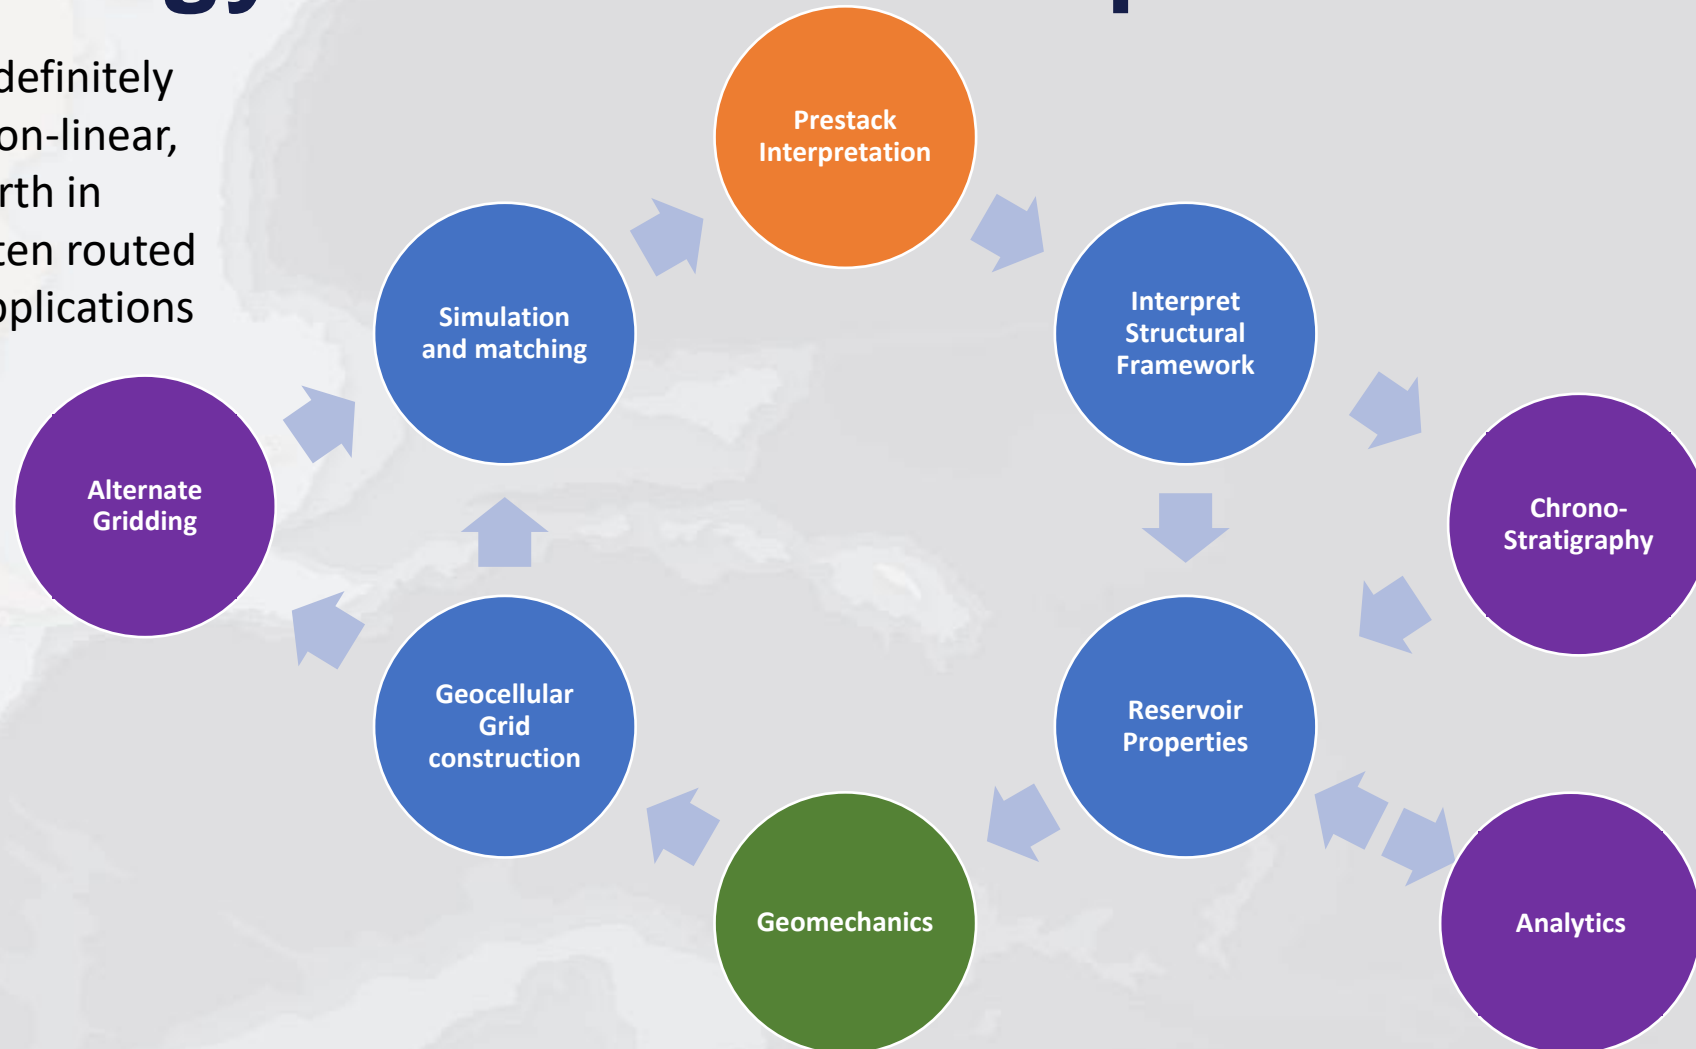 definitely
on-linear,
rth in
ten routed
pplications
Prestack
Interpretation
Simulation
and matching
Interpret
Structural
Framework
Alternate
Gridding
Chrono-
Stratigraphy
Geocellular
Grid
construction
Reservoir
Properties
Geomechanics
Analytics